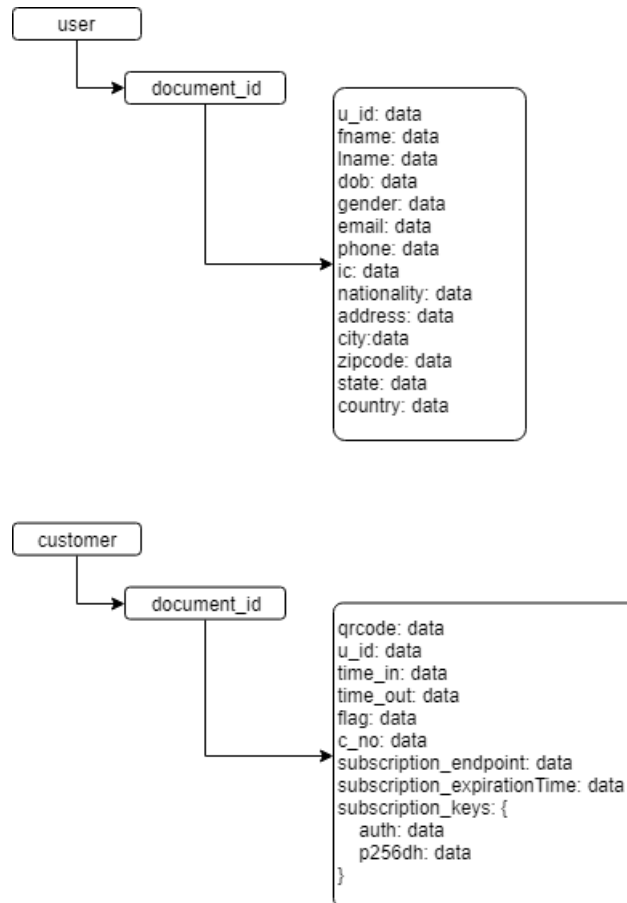 user
document_id
u_id: data
fname: data
lname: data
dob: data
gender: data
email: data
phone: data
ic: data
nationality: data
address: data
city:data
zipcode: data
state: data
country: data
customer
document_id
qrcode: data
u_id: data
time_in: data
time_out: data
flag: data
c_no: data
subscription_endpoint: data
subscription_expirationTime: data
subscription_keys: {
auth: data
p256dh: data
}